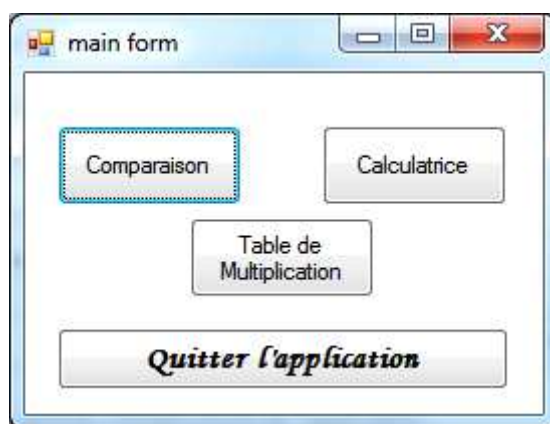 main form
Comparaison
Calculatrice
Table de
Multiplication
Quitter l'application